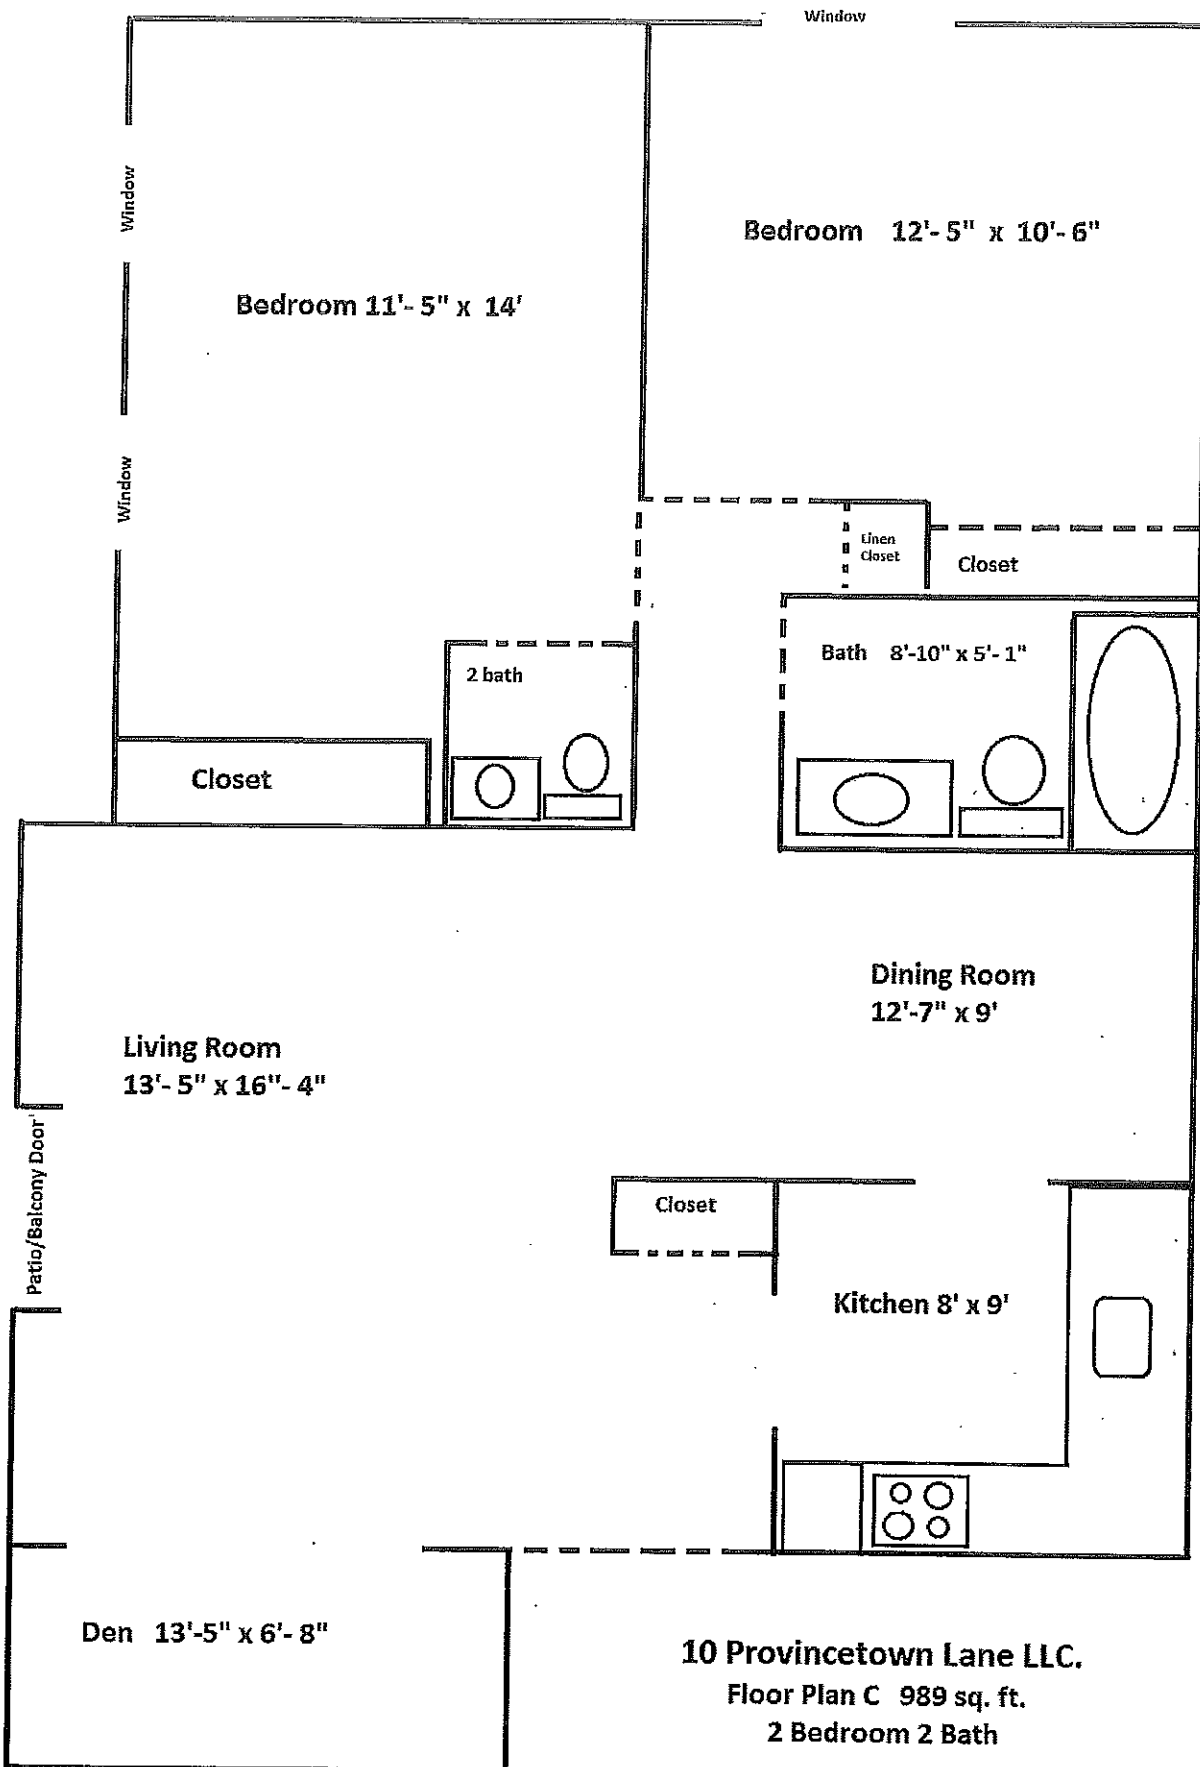 Window
Window
Bedroom 12'- 5" x 10'- 6"
Bedroom 11'- 5" x 14'
Window
Linen
Closet
Closet
Bath 8'-10" x 5'- 1"
2 bath
Closet
Dining Room
12'-7" x 9'
Living Room
13'- 5" x 16"- 4"
Patio/Balcony Door
Closet
Kitchen 8' x 9'
Den 13'-5" x 6'- 8"
10 Provincetown Lane LLC.
Floor Plan C 989 sq. ft.
2 Bedroom 2 Bath